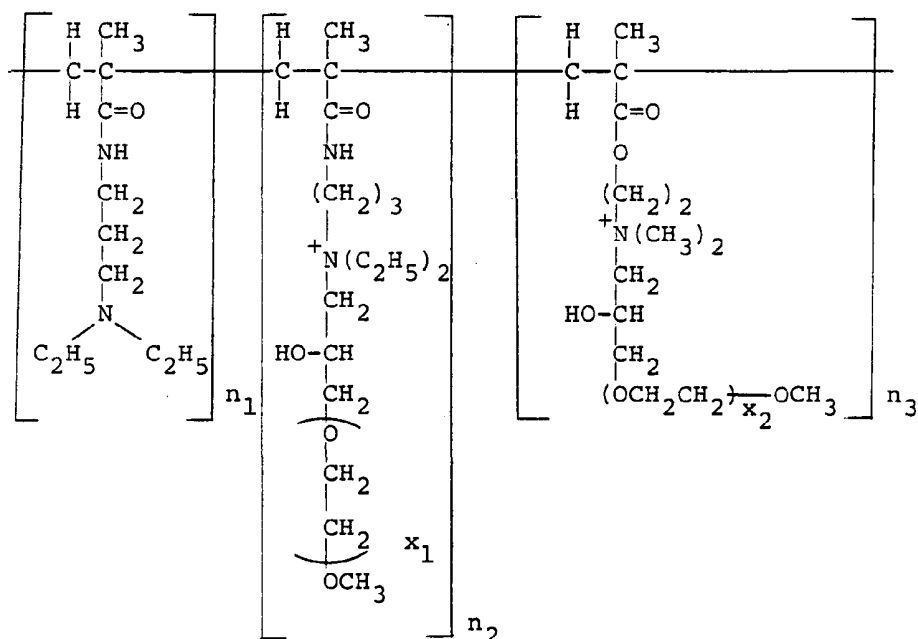 H CH₃ H CH₃ H CH₃
C—C C—C C—C
H C=O H C=O H C=O
NH NH O
CH₂ (CH₂)₃ (CH₂)₂
CH₂ +N(C₂H₅)₂ +N(CH₃)₂
CH₂ CH₂ CH₂
N HO-CH HO-CH
C₂H₅ C₂H₅ CH₂ CH₂
n₁ (O (OCH₂CH₂)x₂—OCH₃ n₃
CH₂
CH₂ ) x₁
OCH₃
n₂